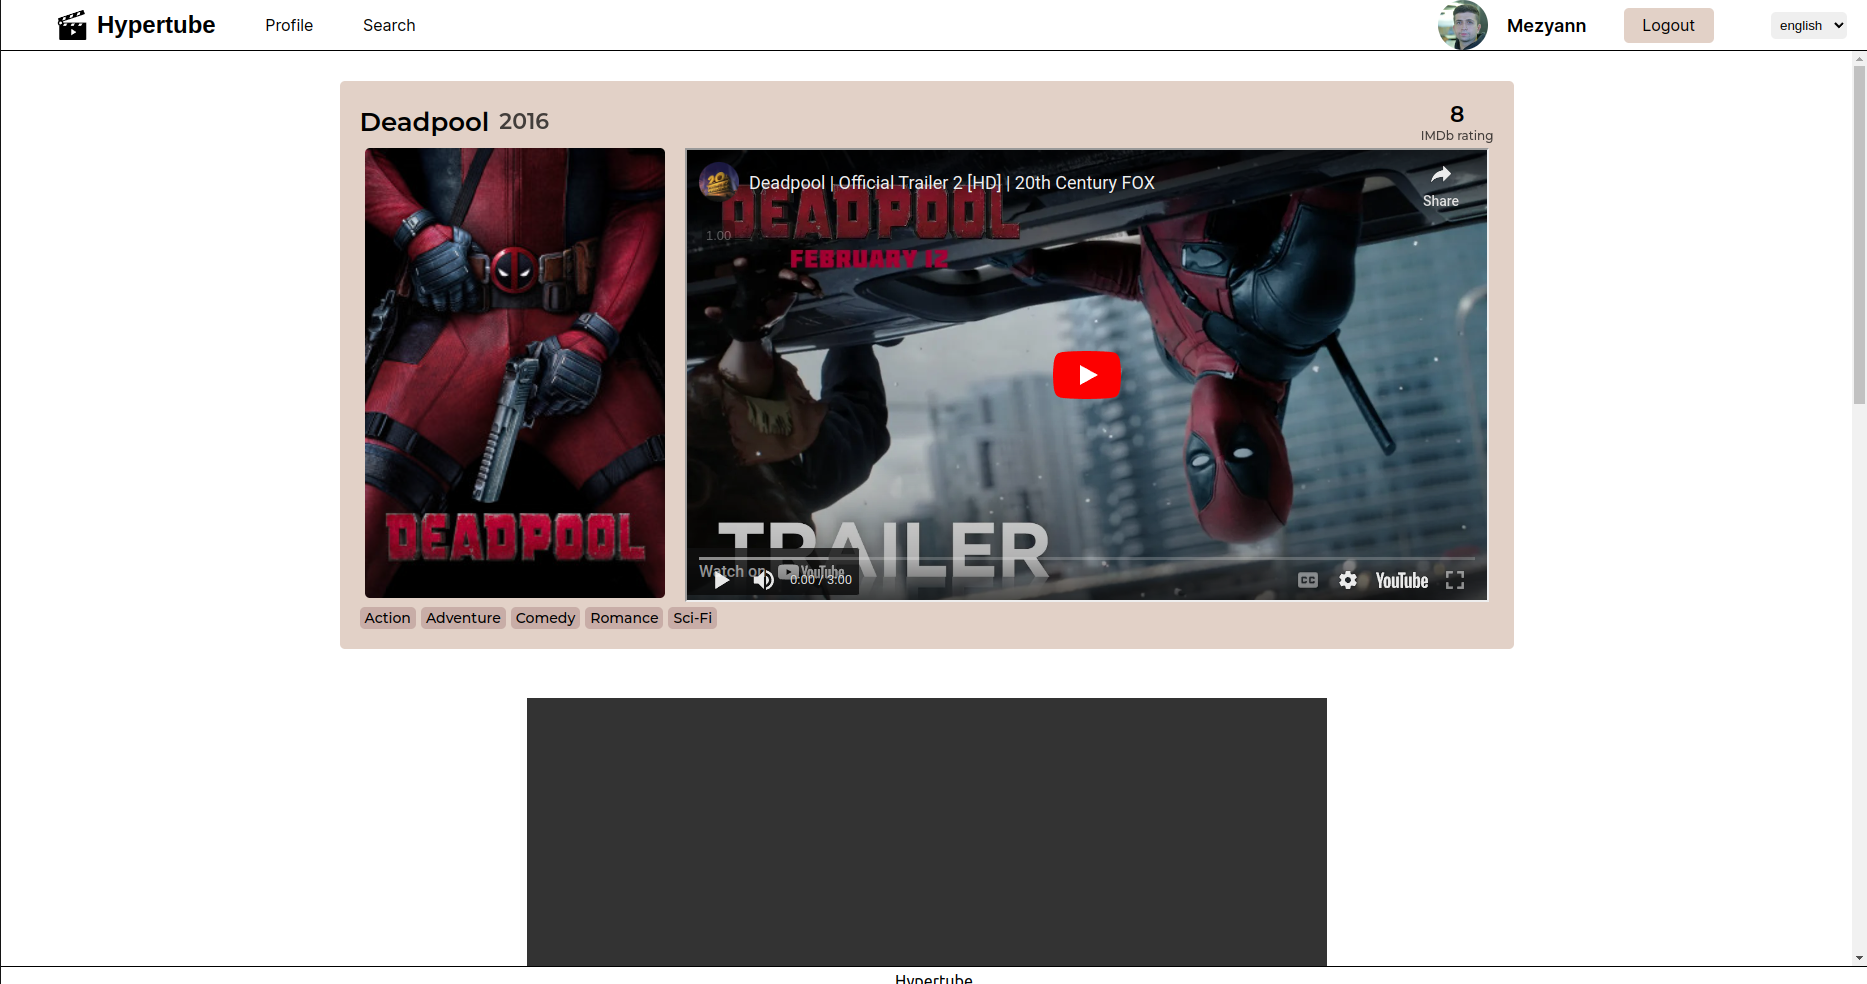 Hypertube
Profile
Search
Mezyann
Logout
english
Deadpool 2016
8
IMDb rating
DEADPOOL
Deadpool | Official Trailer 2 [HD] | 20th Century FOX
Share
DEADPOOL
1.00
FEBRUARY 12
TRAILER
Watch on YouTube
0:00 / 3:00
CC
YouTube
Action
Adventure
Comedy
Romance
Sci-Fi
Hypertube